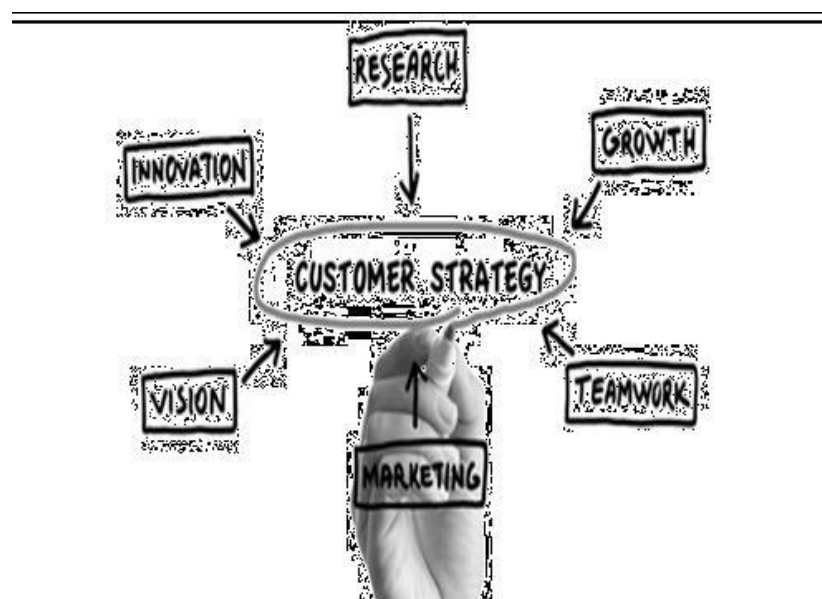 RESEARCH
GROWTH
INNOVATION
CUSTOMER STRATEGY
VISION
TEAMWORK
MARKETING